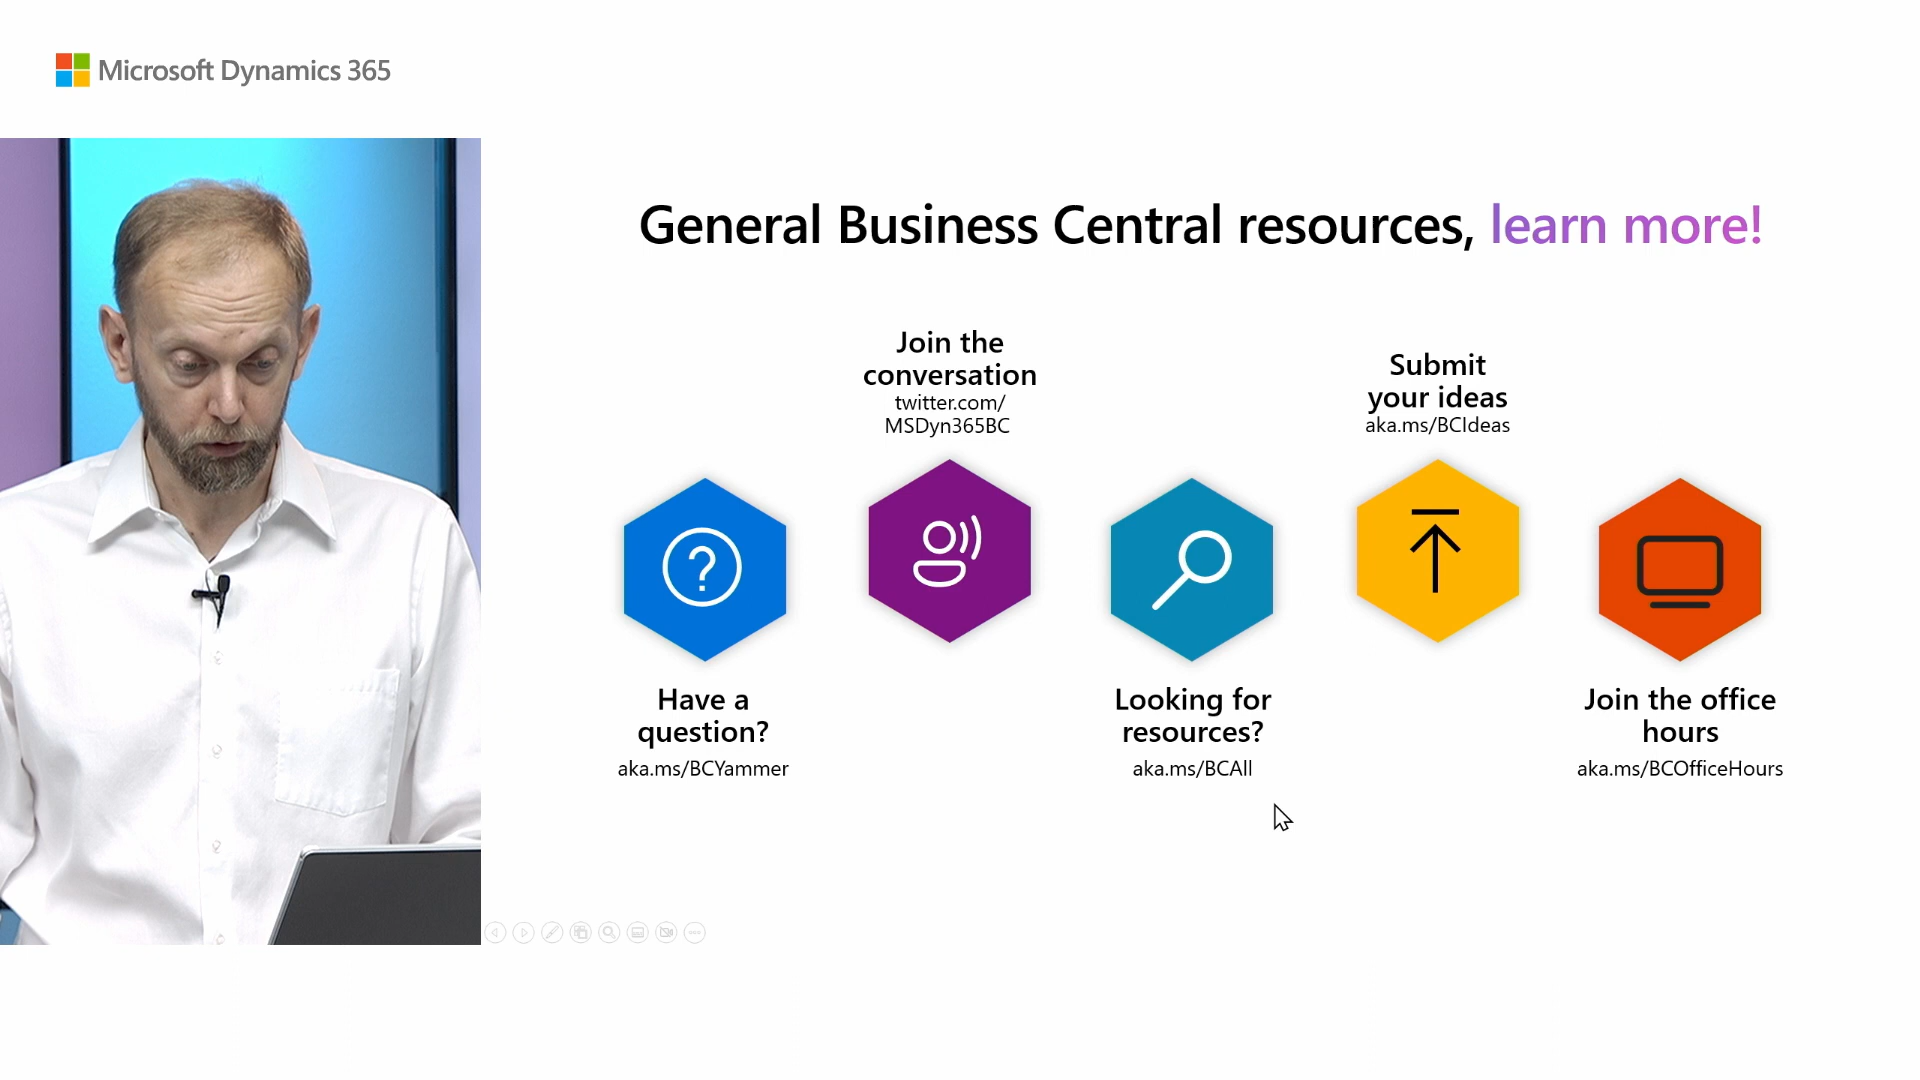 Microsoft Dynamics 365
General Business Central resources, learn more!
Join the
conversation
twitter.com/
MSDyn365BC
Submit
your ideas
aka.ms/BCIdeas
Have a
question?
aka.ms/BCYammer
Looking for
resources?
aka.ms/BCAll
Join the office
hours
aka.ms/BCOfficeHours